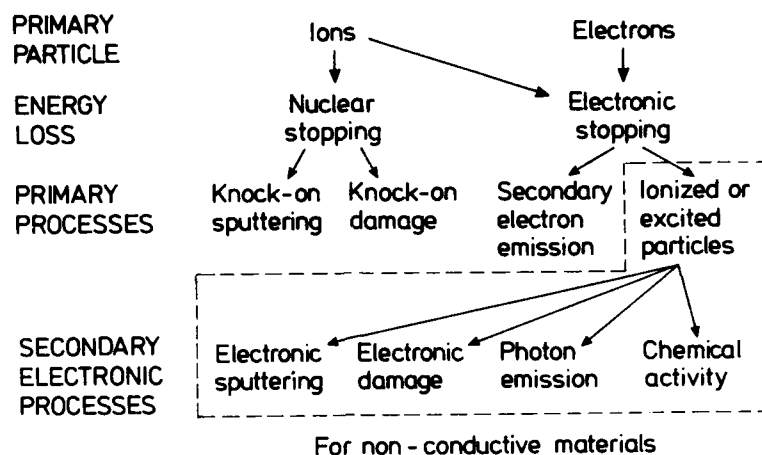 PRIMARY
PARTICLE
Ions
Electrons
ENERGY
LOSS
Nuclear
stopping
Electronic
stopping
PRIMARY
PROCESSES
Knock-on
sputtering
Knock-on
damage
Secondary
electron
emission
Ionized or
excited
particles
SECONDARY
ELECTRONIC
PROCESSES
Electronic
sputtering
Electronic
damage
Photon
emission
Chemical
activity
For non-conductive materials